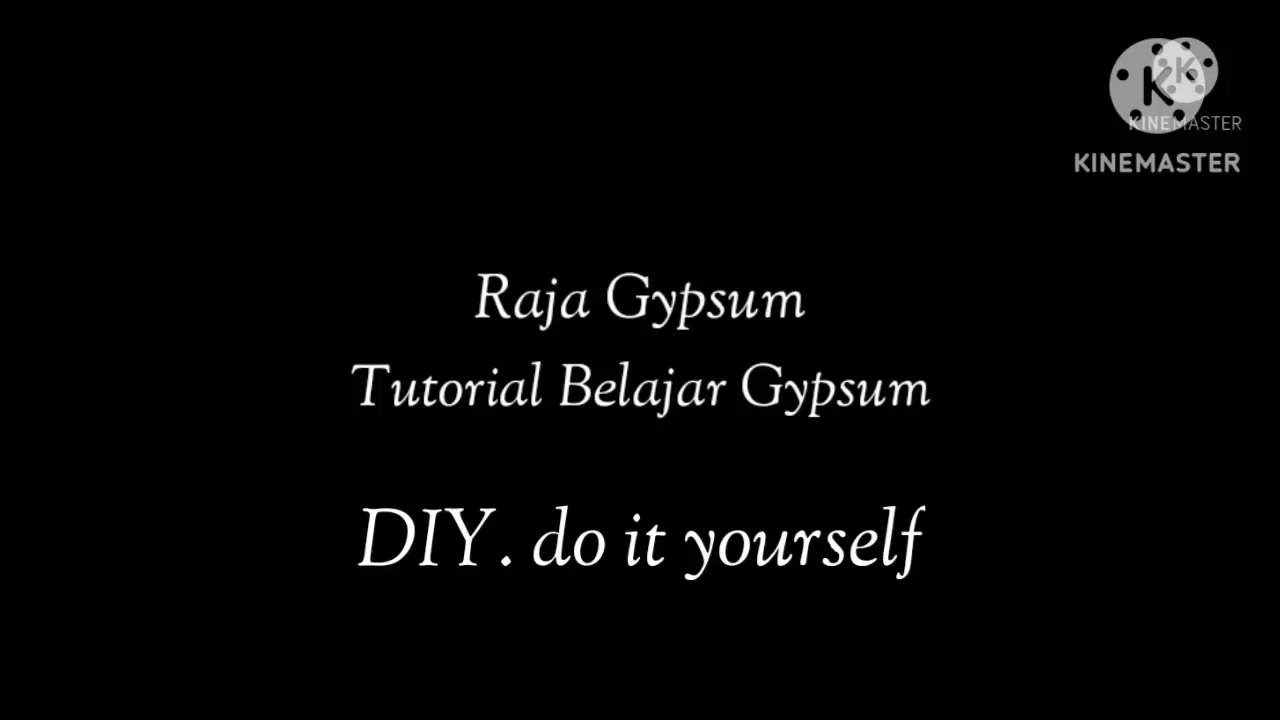 KINEMASTER
KINEMASTER
Raja Gypsum
Tutorial Belajar Gypsum
DIY. do it yourself